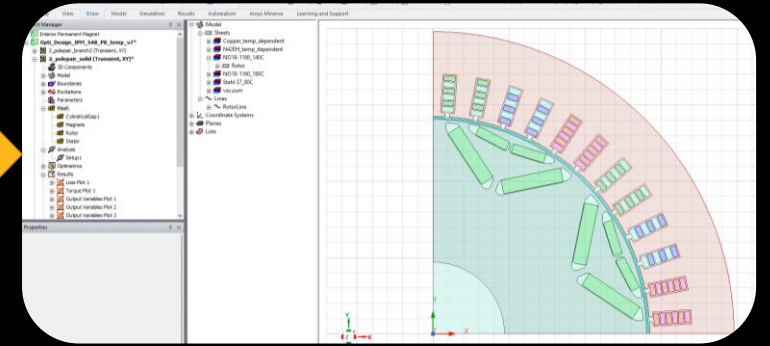 View Draw Model Simulation Results Automation Ansys Minerva Learning and Support
Manager
Interior Permanent Magnet
2_polepair_branch2 (Transient, XY)
2_polepair_solid (Transient, XY)*
3D Components
Model
Boundaries
Excitations
Parameters
Mesh
CylindricalGap1
Magnets
Rotor
Stator
Analysis
Setup1
Optimetrics
Results
Loss Plot 1
Torque Plot 1
Output Variables Plot 1
Output Variables Plot 2
Output Variables Plot 3
Properties
Model
Sheets
Copper_temp_dependent
N42EH_temp_dependent
NO18-1160_140C
Rotor
NO18-1160_180C
Stahl 37_80C
vacuum
Lines
RotorLine
Coordinate Systems
Planes
Lists
Y
X
Y
Z
X